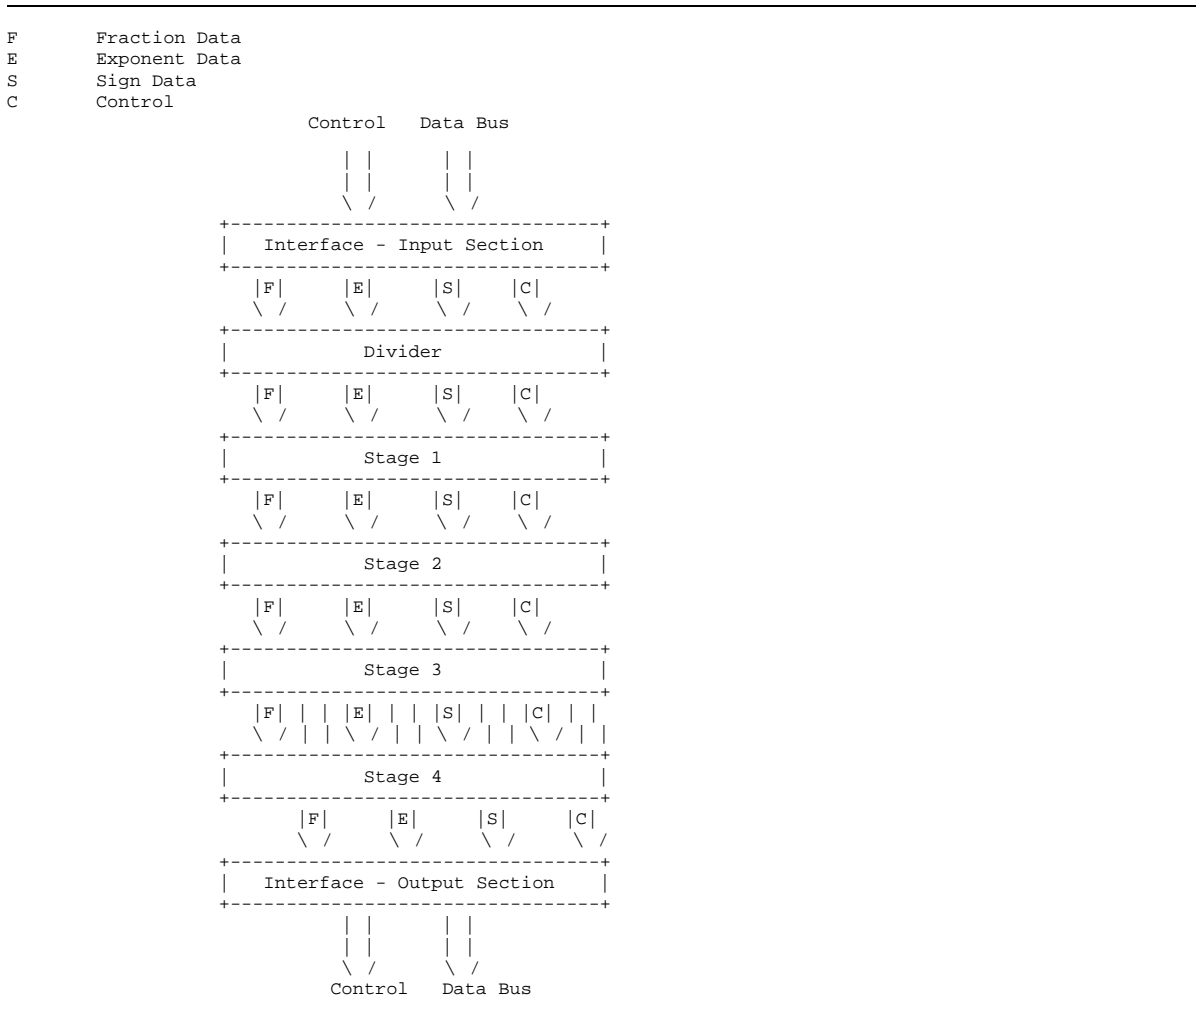 F Fraction Data
E Exponent Data
S Sign Data
C Control
Control Data Bus
Interface - Input Section
|F| |E| |S| |C|
Divider
|F| |E| |S| |C|
Stage 1
|F| |E| |S| |C|
Stage 2
|F| |E| |S| |C|
Stage 3
|F| | | |E| | | |S| | | |C| | |
Stage 4
|F| |E| |S| |C|
Interface - Output Section
Control Data Bus